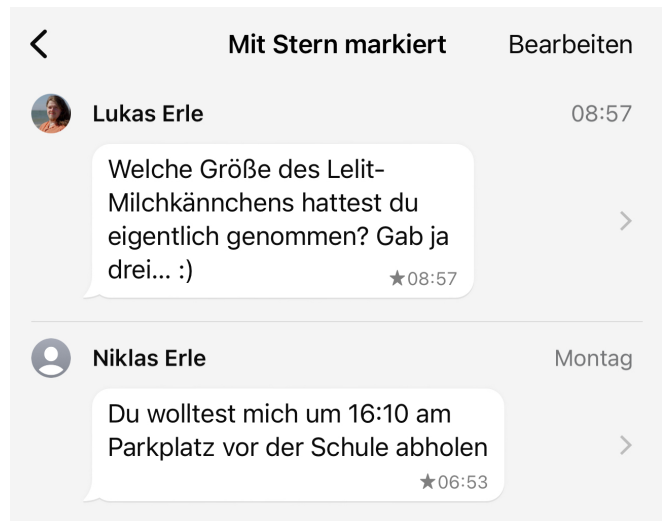 Mit Stern markiert Bearbeiten
Lukas Erle 08:57
Welche Größe des Lelit-
Milchkännchens hattest du
eigentlich genommen? Gab ja
drei... :)
★08:57
Niklas Erle Montag
Du wolltest mich um 16:10 am
Parkplatz vor der Schule abholen
★06:53